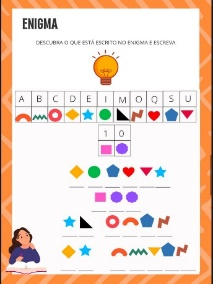 ENIGMA
DESCUBRA O QUE ESTÁ ESCRITO NO ENIGMA E ESCREVA
A B C D E I M O Q S U
1 0